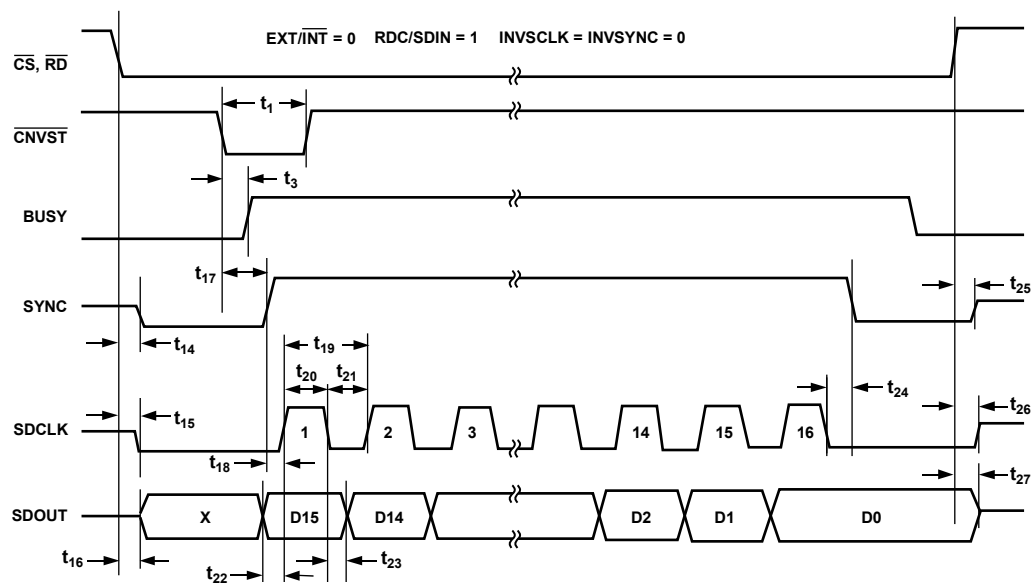 EXT/INT = 0 RDC/SDIN = 1 INVSCLK = INVSYNC = 0
CS, RD
t1
CNVST
t3
BUSY
t17
SYNC
t25
t14
t19
t20 t21
t24
t15
t26
SDCLK
1 2 3 14 15 16
t18
t27
SDOUT
X D15 D14 D2 D1 D0
t16
t22
t23